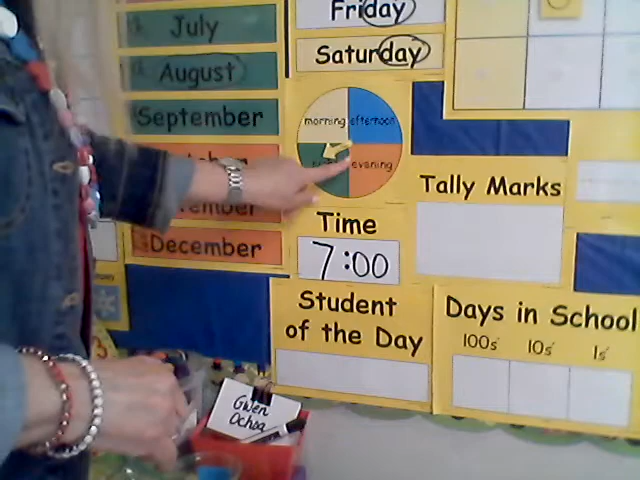 July
August
September
December
Friday
Saturday
morning afternoon
evening
Time
7:00
Tally Marks
Student
of the Day
Days in School
100s 10s 1s
Gwen
Ochoa